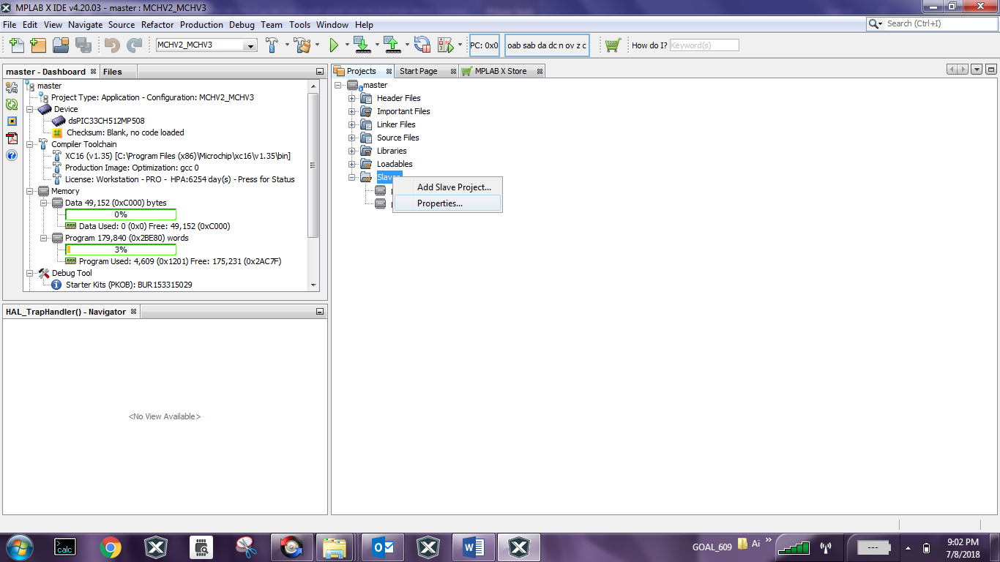 MPLAB X IDE v4.20.03 - master : MCHV2_MCHV3
File Edit View Navigate Source Refactor Production Debug Team Tools Window Help
Search (Ctrl+I)
MCHV2_MCHV3
PC: 0x0
oab sab da dc n ov z c
How do I?
Keyword(s)
master - Dashboard
Files
master
Project Type: Application - Configuration: MCHV2_MCHV3
Device
dsPIC33CH512MP508
Checksum: Blank, no code loaded
Compiler Toolchain
XC16 (v1.35) [C:\Program Files (x86)\Microchip\xc16\v1.35\bin]
Production Image: Optimization: gcc 0
License: Workstation - PRO - HPA:6254 day(s) - Press for Status
Memory
Data 49,152 (0xC000) bytes
0%
Data Used: 0 (0x0) Free: 49,152 (0xC000)
Program 179,840 (0x2BE80) words
3%
Program Used: 4,609 (0x1201) Free: 175,231 (0x2AC7F)
Debug Tool
Starter Kits (PKOB): BUR153315029
HAL_TrapHandler() - Navigator
<No View Available>
Projects
Start Page
MPLAB X Store
master
Header Files
Important Files
Linker Files
Source Files
Libraries
Loadables
Add Slave Project...
Properties...
calc
GOAL_609
Ai
9:02 PM
7/8/2018